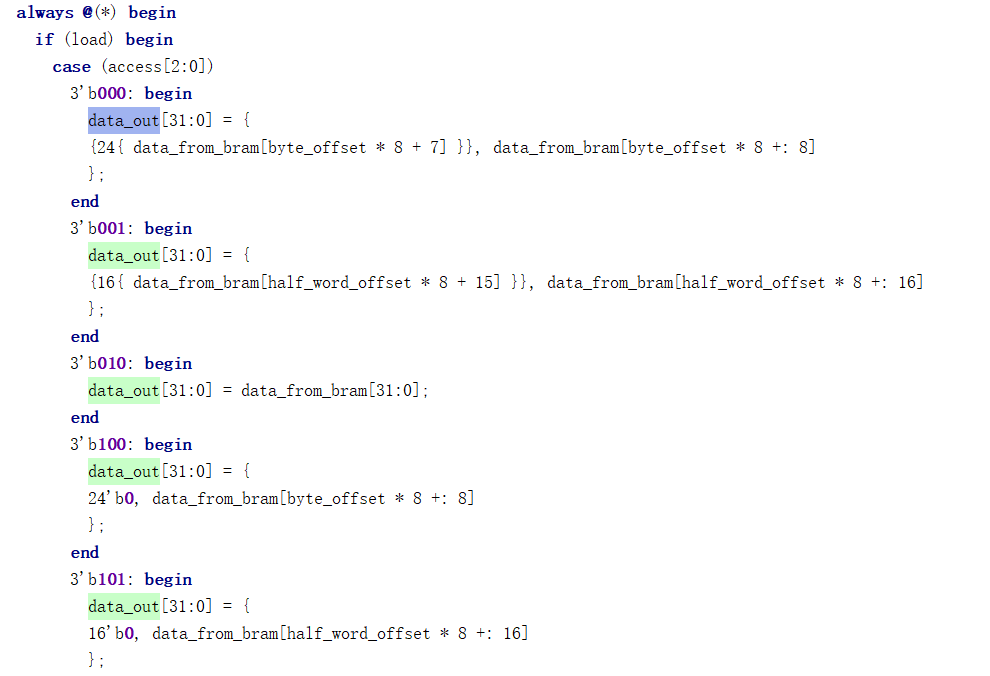 always @(*) begin
if (load) begin
case (access[2:0])
3'b000: begin
data_out[31:0] = {
{24{ data_from_bram[byte_offset * 8 + 7] }}, data_from_bram[byte_offset * 8 +: 8]
};
end
3'b001: begin
data_out[31:0] = {
{16{ data_from_bram[half_word_offset * 8 + 15] }}, data_from_bram[half_word_offset * 8 +: 16]
};
end
3'b010: begin
data_out[31:0] = data_from_bram[31:0];
end
3'b100: begin
data_out[31:0] = {
24'b0, data_from_bram[byte_offset * 8 +: 8]
};
end
3'b101: begin
data_out[31:0] = {
16'b0, data_from_bram[half_word_offset * 8 +: 16]
};